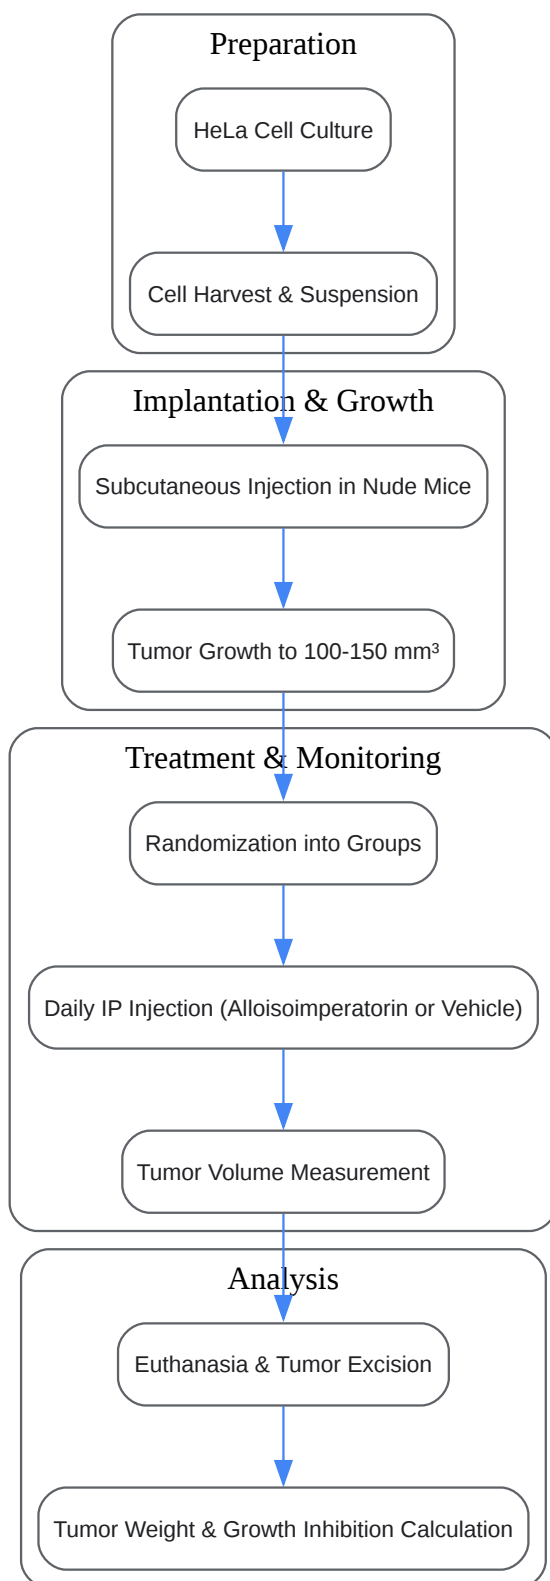 Preparation
HeLa Cell Culture
Cell Harvest & Suspension
Implantation & Growth
Subcutaneous Injection in Nude Mice
Tumor Growth to 100-150 mm³
Treatment & Monitoring
Randomization into Groups
Daily IP Injection (Alloisoimperatorin or Vehicle)
Tumor Volume Measurement
Analysis
Euthanasia & Tumor Excision
Tumor Weight & Growth Inhibition Calculation